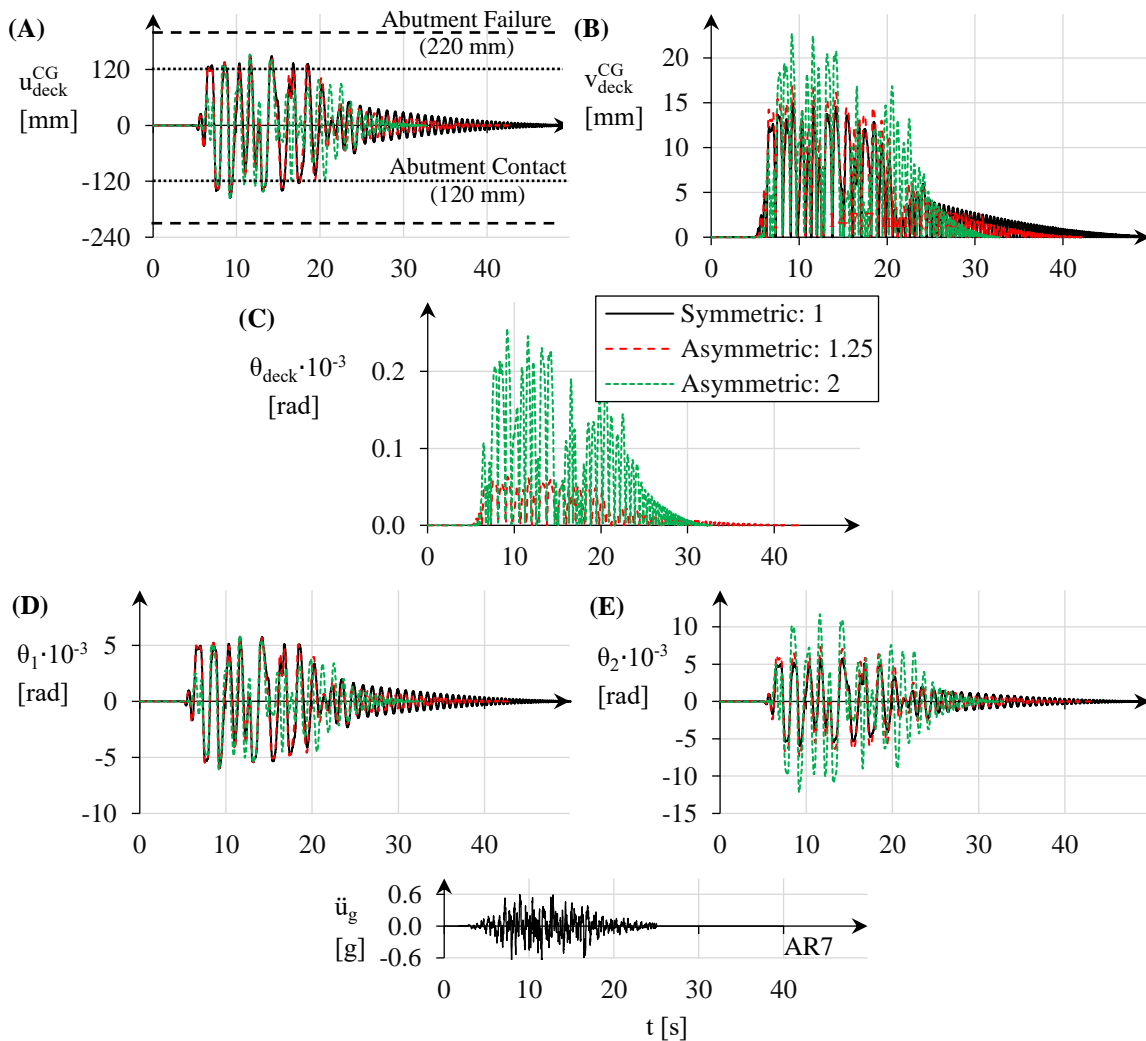 (A)
Abutment Failure
(220 mm)
120
u_deck^CG
[mm]
0
Abutment Contact
(120 mm)
-120
-240
0 10 20 30 40
(B)
20
v_deck^CG
[mm]
15
10
5
0
0 10 20 30 40
(C)
θ_deck·10^-3
[rad]
0.2
0.1
0.0
0 10 20 30 40
Symmetric: 1
Asymmetric: 1.25
Asymmetric: 2
(D)
5
θ_1·10^-3
[rad]
0
-5
-10
0 10 20 30 40
(E)
10
θ_2·10^-3
5
[rad]
0
-5
-10
-15
0 10 20 30 40
ü_g
[g]
0.6
0.0
-0.6
AR7
0 10 20 30 40
t [s]